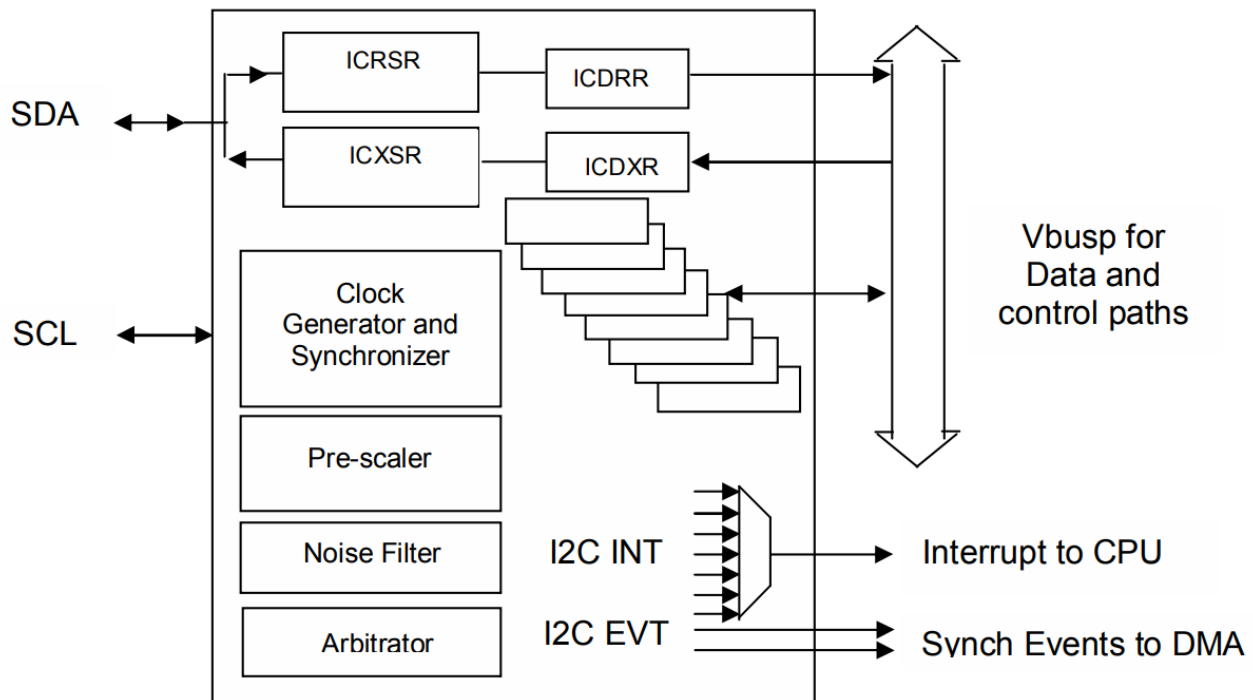 ICRSR
ICDRR
SDA
ICXSR
ICDXR
Clock
Generator and
Synchronizer
SCL
Vbusp for
Data and
control paths
Pre-scaler
Noise Filter
I2C INT
Interrupt to CPU
Arbitrator
I2C EVT
Synch Events to DMA